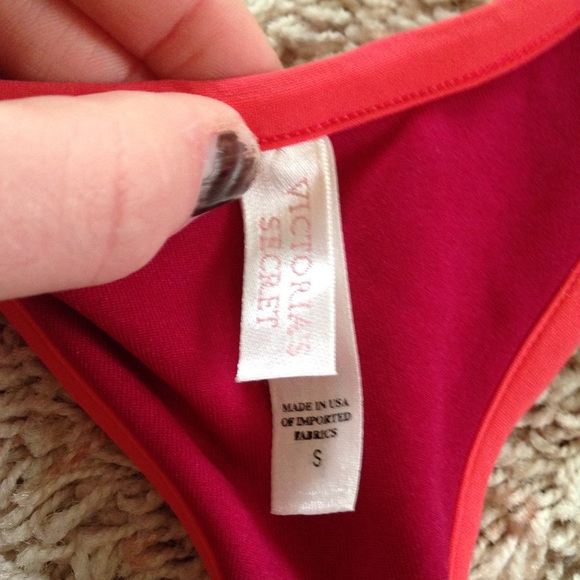 VICTORIA'S
SECRET
MADE IN USA
OF IMPORTED
FABRICS
S